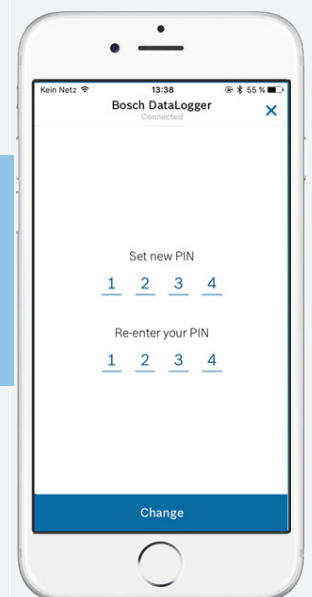 Kein Netz 13:38 55 %
Bosch DataLogger
Connected
Set new PIN
1 2 3 4
Re-enter your PIN
1 2 3 4
Change